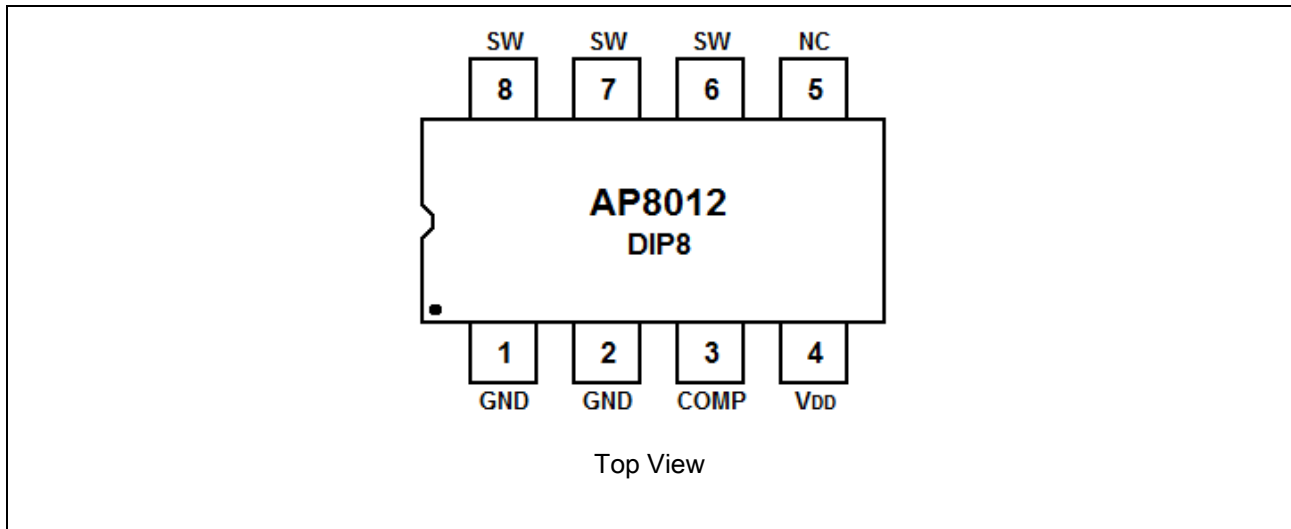 SW SW SW NC
8 7 6 5
AP8012
DIP8
1 2 3 4
GND GND COMP VDD
Top View